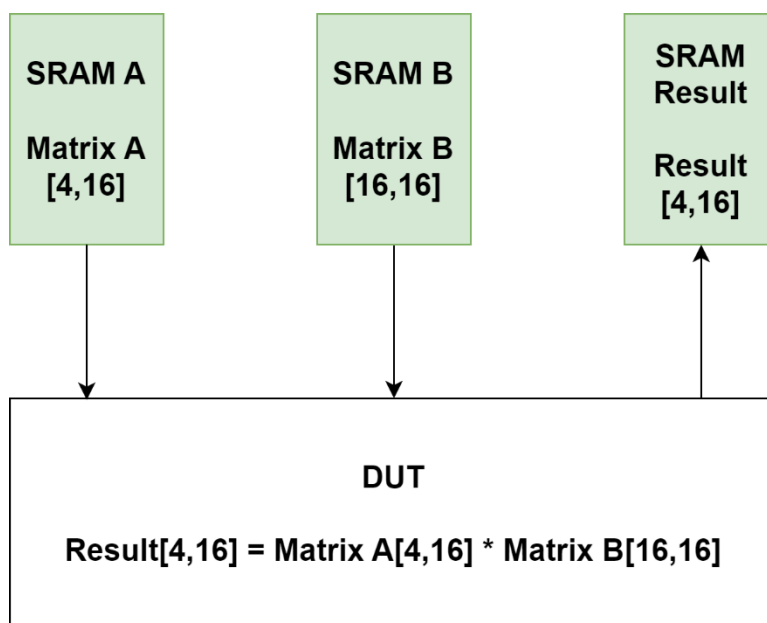 SRAM A
Matrix A
[4,16]
SRAM B
Matrix B
[16,16]
SRAM
Result
Result
[4,16]
DUT
Result[4,16] = Matrix A[4,16] * Matrix B[16,16]